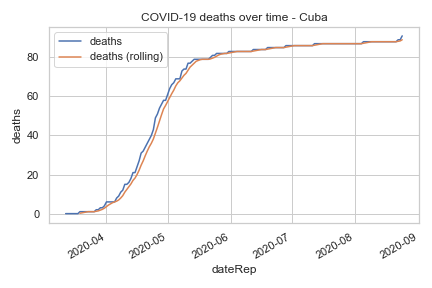 COVID-19 deaths over time - Cuba
deaths
deaths (rolling)
80
60
40
20
0
deaths
2020-04
2020-05
2020-06
2020-07
2020-08
2020-09
dateRep